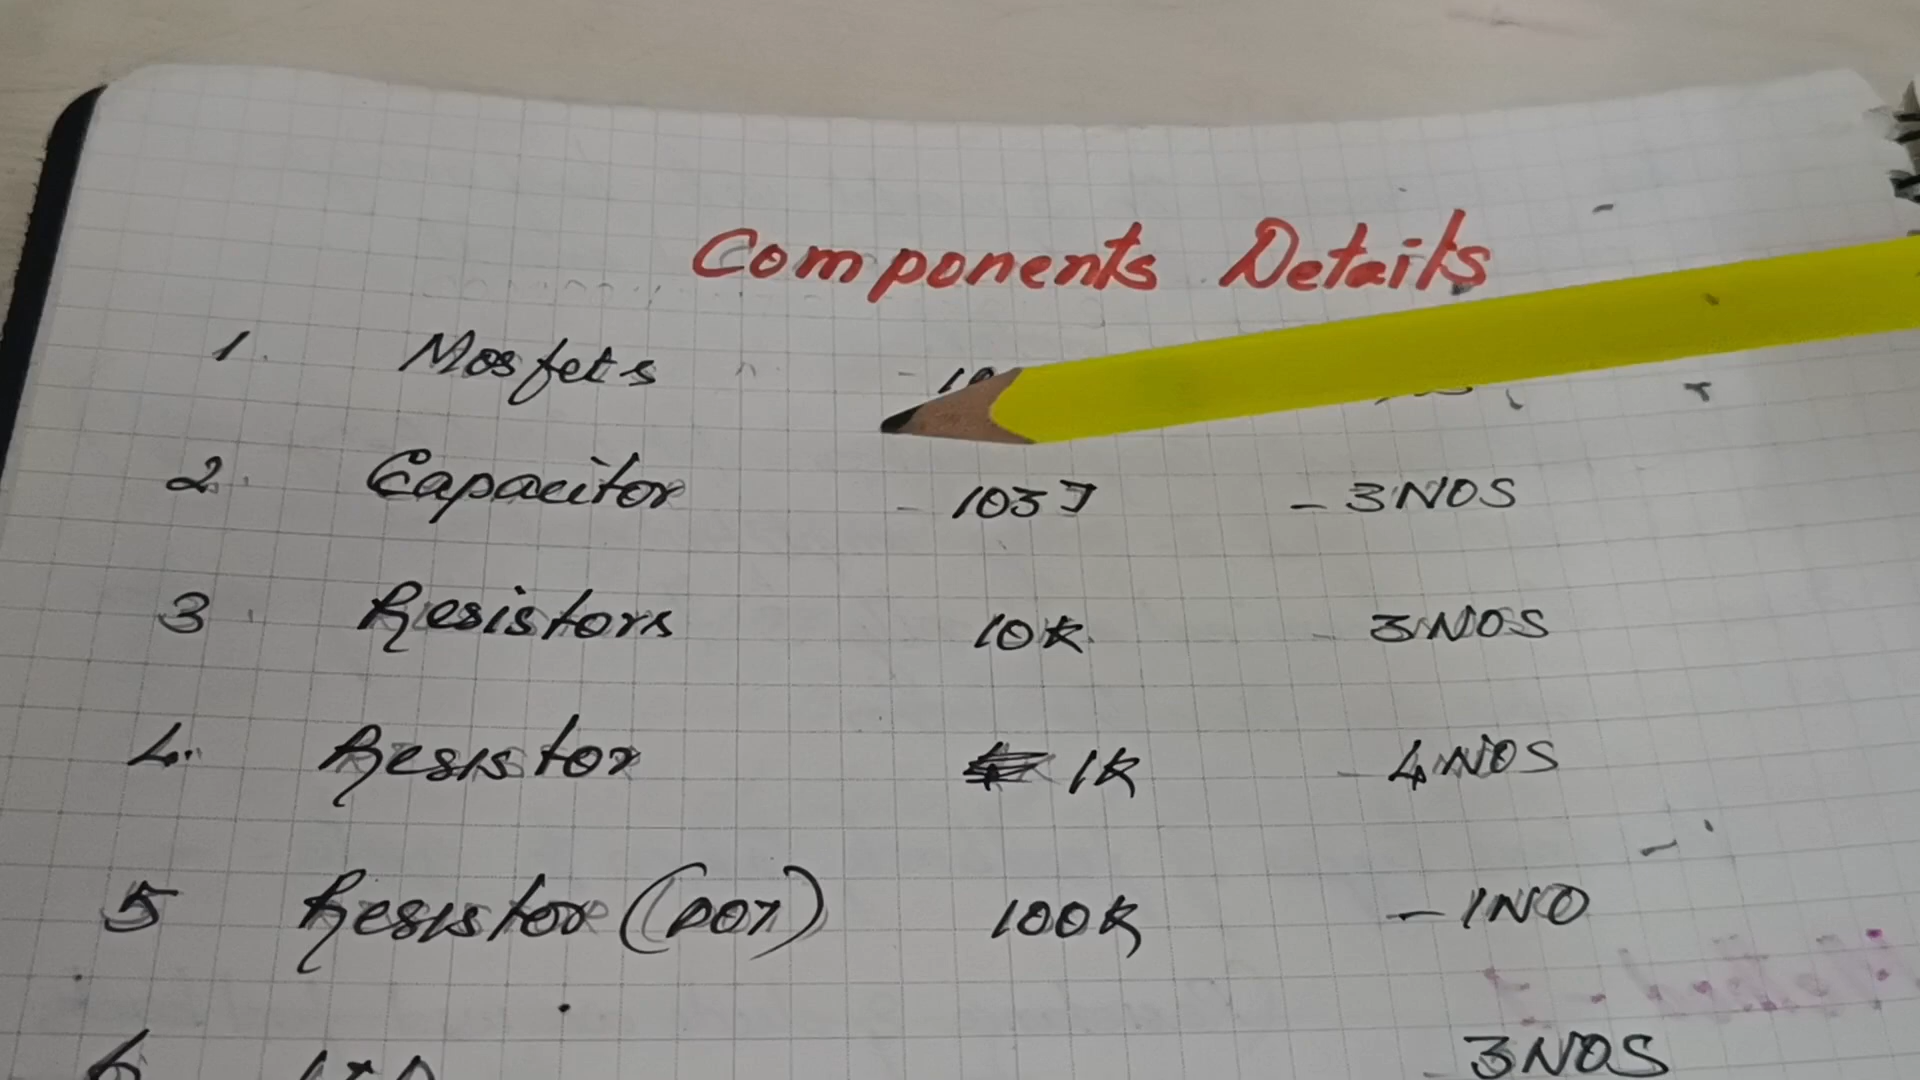 Components Details
1. Mosfets -
2. Capacitor - 103J - 3NOS
3. Resistors 10K - 3NOS
4. Resistor 1K - 4NOS
5 Resistor (POT) 100K - 1NO
6 - 3NOS